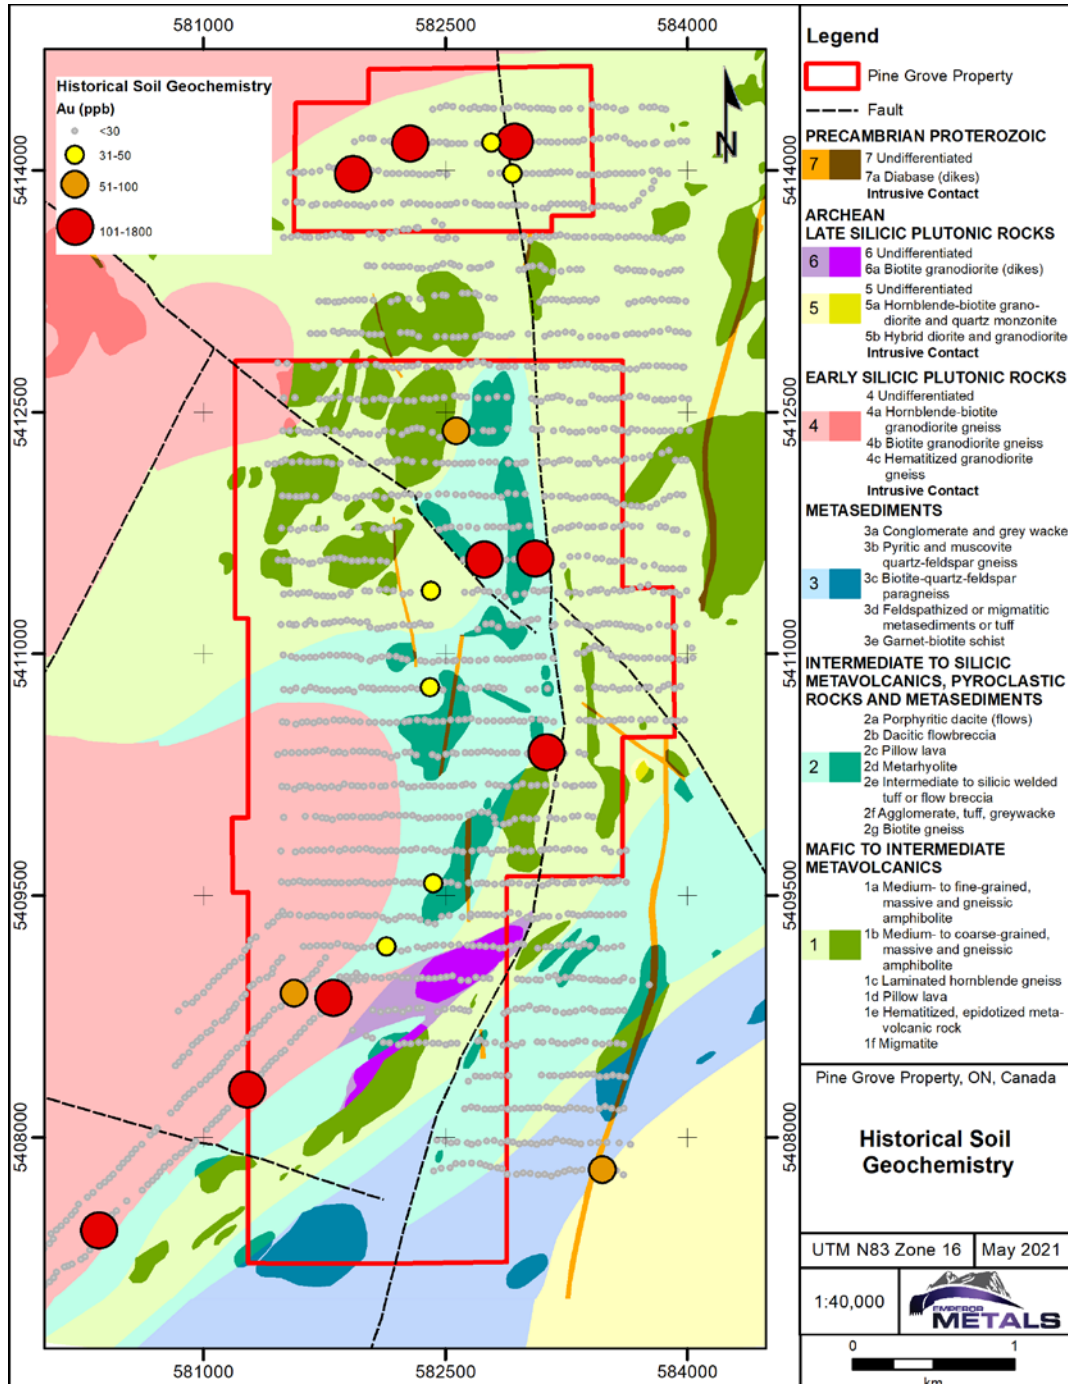 581000 582500 584000
5414000
5412500
5411000
5409500
5408000
Historical Soil Geochemistry
Au (ppb)
<30
31-50
51-100
101-1800
N
5414000
5412500
5411000
5409500
5408000
581000 582500 584000
Legend
Pine Grove Property
Fault
PRECAMBRIAN PROTEROZOIC
7
7 Undifferentiated
7a Diabase (dikes)
Intrusive Contact
ARCHEAN
LATE SILICIC PLUTONIC ROCKS
6
6 Undifferentiated
6a Biotite granodiorite (dikes)
5
5 Undifferentiated
5a Hornblende-biotite grano-
diorite and quartz monzonite
5b Hybrid diorite and granodiorite
Intrusive Contact
EARLY SILICIC PLUTONIC ROCKS
4
4 Undifferentiated
4a Hornblende-biotite
granodiorite gneiss
4b Biotite granodiorite gneiss
4c Hematitized granodiorite
gneiss
Intrusive Contact
METASEDIMENTS
3
3a Conglomerate and grey wacke
3b Pyritic and muscovite
quartz-feldspar gneiss
3c Biotite-quartz-feldspar
paragneiss
3d Feldspathized or migmatitic
metasediments or tuff
3e Garnet-biotite schist
INTERMEDIATE TO SILICIC
METAVOLCANICS, PYROCLASTIC
ROCKS AND METASEDIMENTS
2
2a Porphyritic dacite (flows)
2b Dacitic flowbreccia
2c Pillow lava
2d Metarhyolite
2e Intermediate to silicic welded
tuff or flow breccia
2f Agglomerate, tuff, greywacke
2g Biotite gneiss
MAFIC TO INTERMEDIATE
METAVOLCANICS
1
1a Medium- to fine-grained,
massive and gneissic
amphibolite
1b Medium- to coarse-grained,
massive and gneissic
amphibolite
1c Laminated hornblende gneiss
1d Pillow lava
1e Hematitized, epidotized meta-
volcanic rock
1f Migmatite
Pine Grove Property, ON, Canada
Historical Soil
Geochemistry
UTM N83 Zone 16 May 2021
1:40,000
EMPEROR
METALS
0 1
km